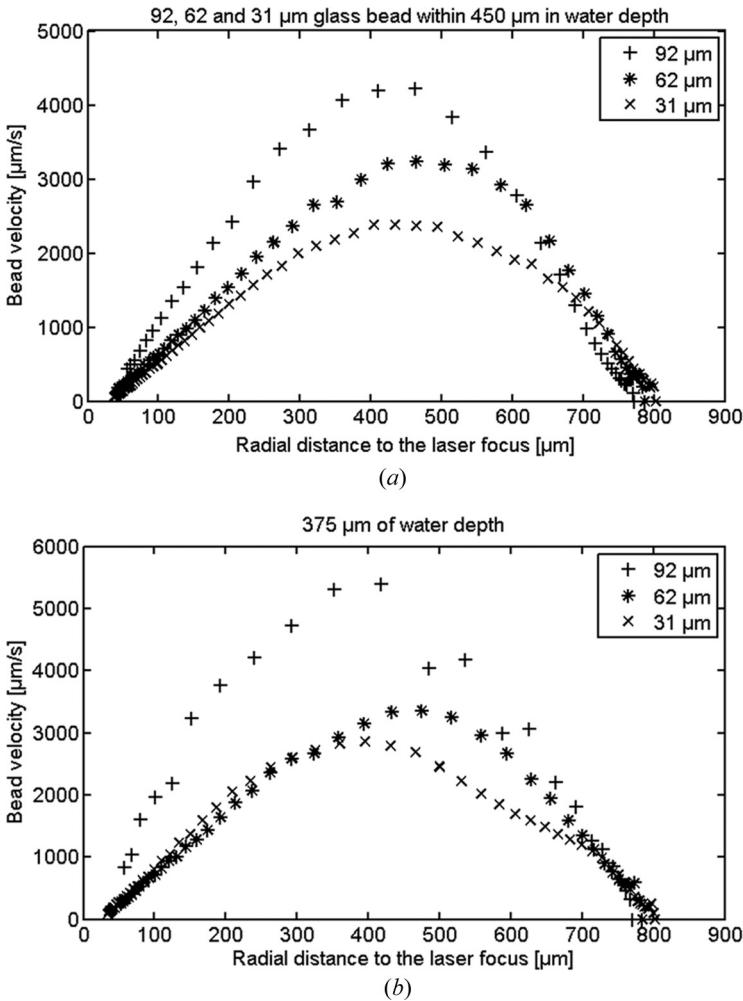 92, 62 and 31 µm glass bead within 450 µm in water depth
5000
4000
3000
2000
1000
0
Bead velocity [µm/s]
92 µm
62 µm
31 µm
0 100 200 300 400 500 600 700 800 900
Radial distance to the laser focus [µm]
(a)
375 µm of water depth
6000
5000
4000
3000
2000
1000
0
Bead velocity [µm/s]
92 µm
62 µm
31 µm
0 100 200 300 400 500 600 700 800 900
Radial distance to the laser focus [µm]
(b)